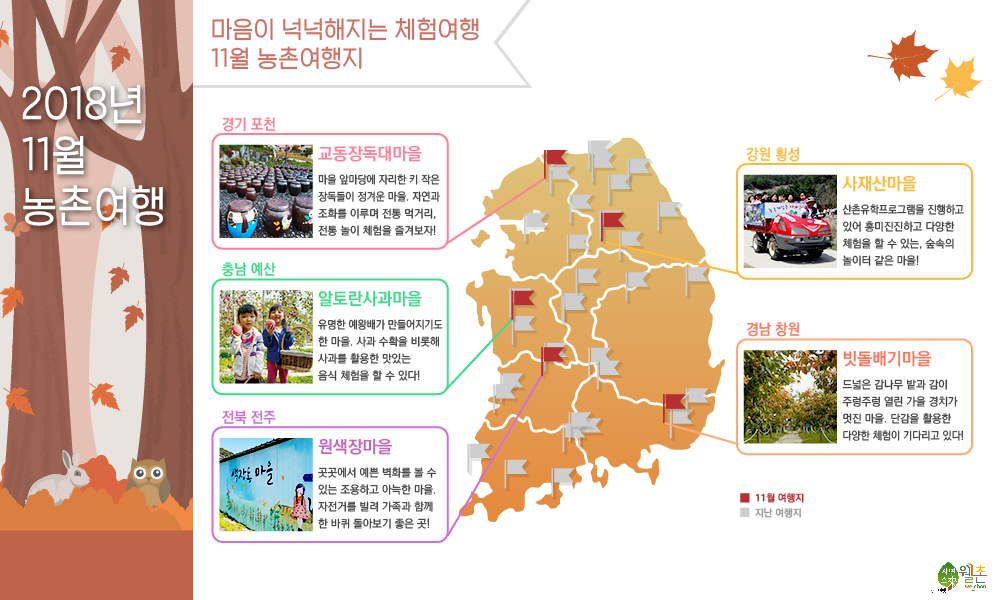 2018년
11월
농촌여행
마음이 넉넉해지는 체험여행
11월 농촌여행지
경기 포천
교동장독대마을
마을 앞마당에 자리한 키 작은
장독들이 정겨운 마을. 자연과
조화를 이루며 전통 먹거리,
전통 놀이 체험을 즐겨보자!
충남 예산
알토란사과마을
유명한 예왕배가 만들어지기도
한 마을. 사과 수확을 비롯해
사과를 활용한 맛있는
음식 체험을 할 수 있다!
전북 전주
원색장마을
색장동 마을
곳곳에서 예쁜 벽화를 볼 수
있는 조용하고 아늑한 마을.
자전거를 빌려 가족과 함께
한 바퀴 돌아보기 좋은 곳!
강원 횡성
사재산마을
산촌유학프로그램을 진행하고
있어 흥미진진하고 다양한
체험을 할 수 있는, 숲속의
놀이터 같은 마을!
경남 창원
빗돌배기마을
드넓은 감나무 밭과 감이
주렁주렁 열린 가을 경치가
멋진 마을. 단감을 활용한
다양한 체험이 기다리고 있다!
11월 여행지
지난 여행지
웰촌